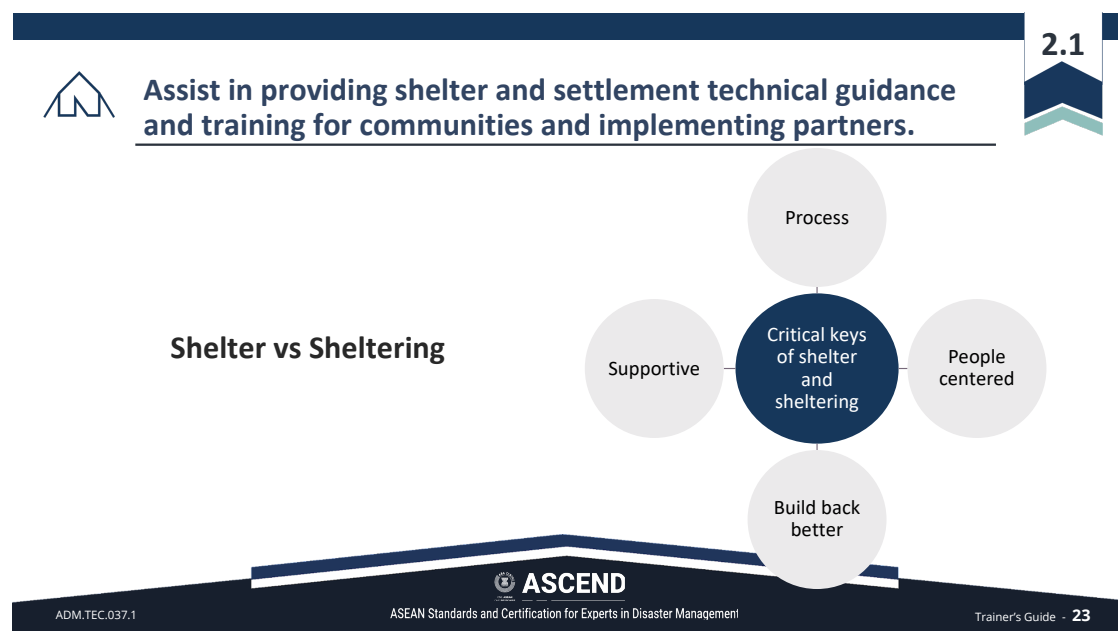 2.1
Assist in providing shelter and settlement technical guidance
and training for communities and implementing partners.
Shelter vs Sheltering
Process
Supportive
Critical keys
of shelter
and
sheltering
People
centered
Build back
better
ASCEND
ASEAN Standards and Certification for Experts in Disaster Management
ADM.TEC.037.1
Trainer's Guide - 23